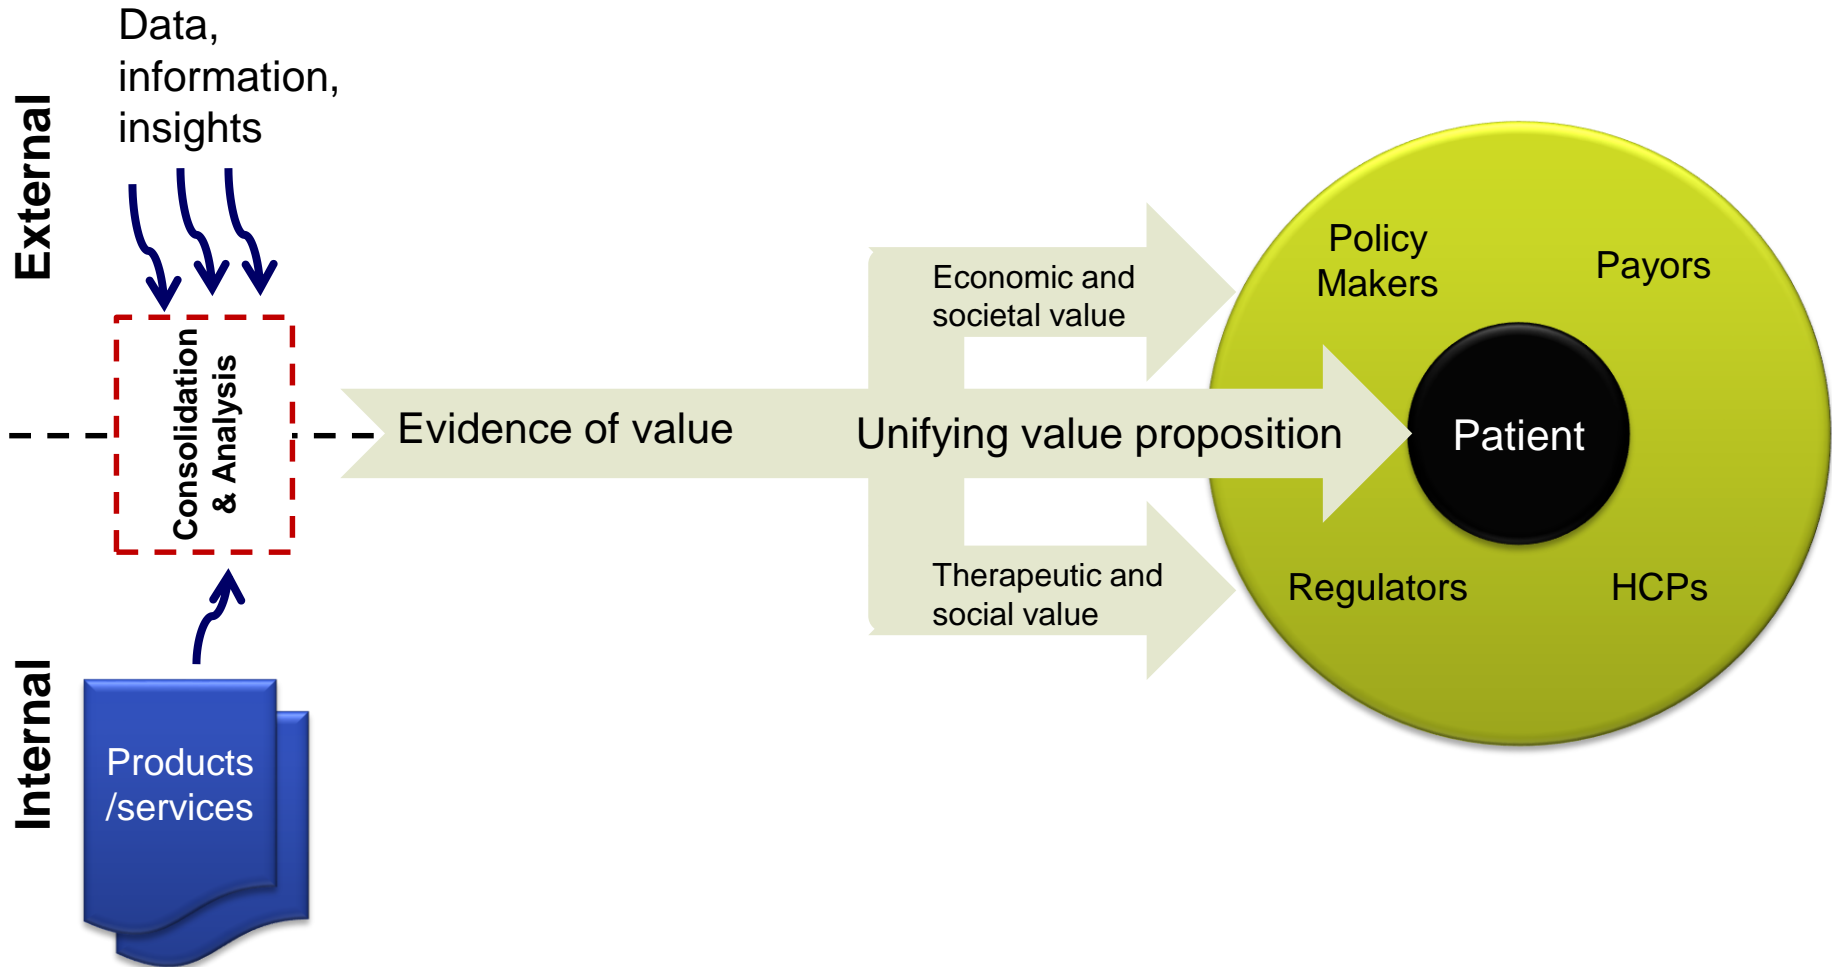 Data,
information,
insights
External
Consolidation
& Analysis
Internal
Products
/services
Evidence of value
Economic and
societal value
Unifying value proposition
Therapeutic and
social value
Policy
Makers
Payors
Patient
Regulators
HCPs